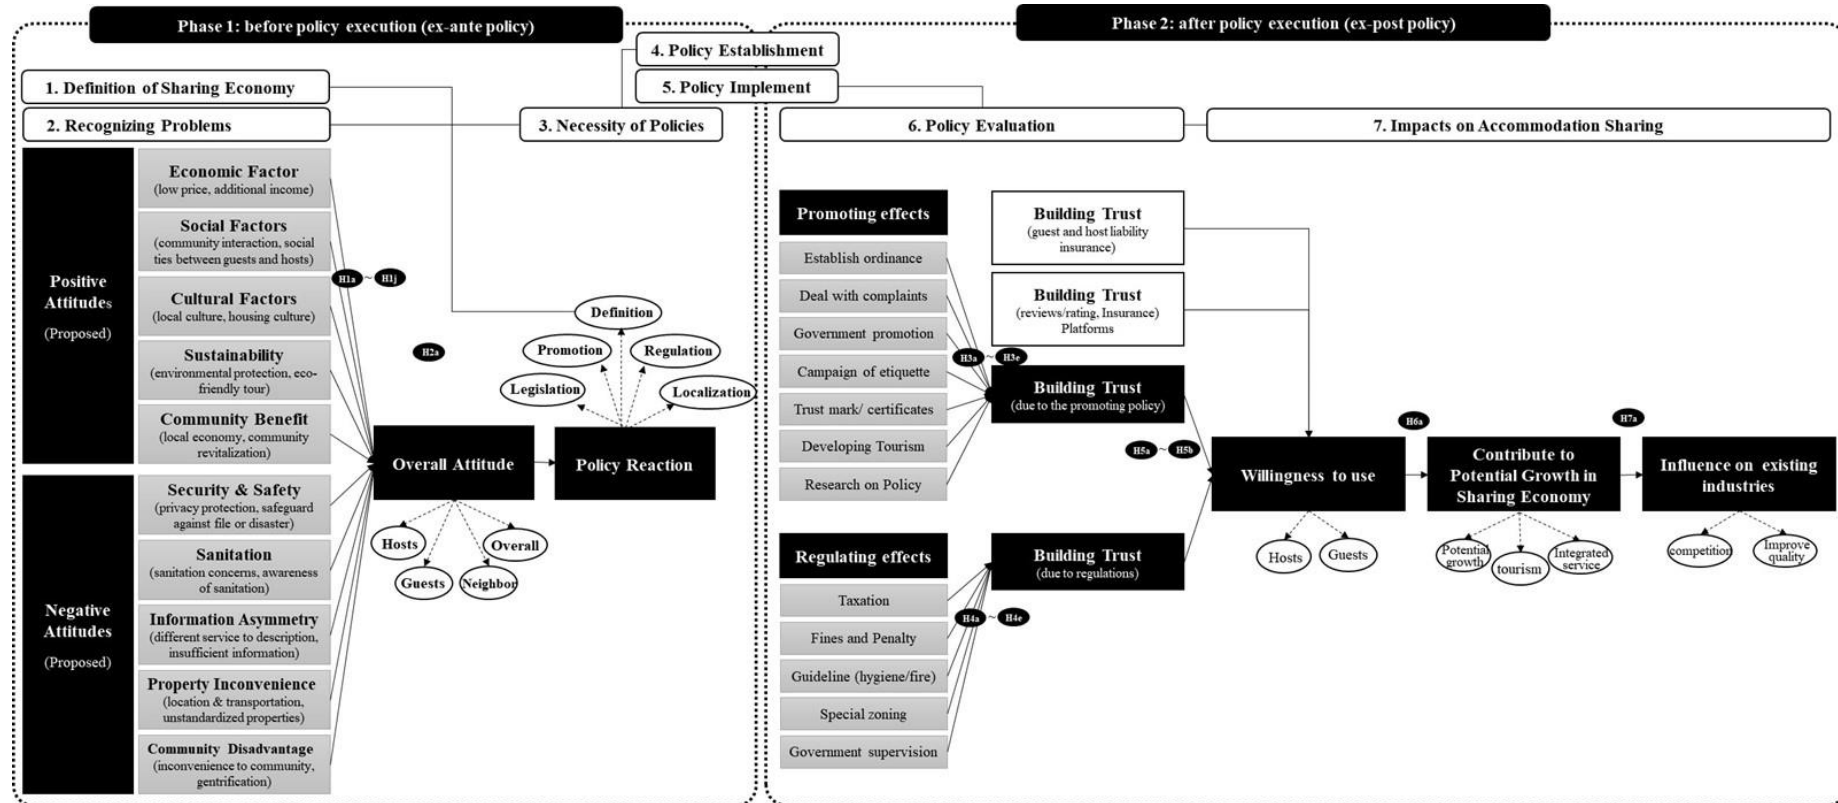 Phase 1: before policy execution (ex-ante policy)
Phase 2: after policy execution (ex-post policy)
4. Policy Establishment
1. Definition of Sharing Economy
5. Policy Implement
2. Recognizing Problems
3. Necessity of Policies
6. Policy Evaluation
7. Impacts on Accommodation Sharing
Positive
Attitudes
(Proposed)
Economic Factor
(low price, additional income)
Social Factors
(community interaction, social
ties between guests and hosts)
Cultural Factors
(local culture, housing culture)
Sustainability
(environmental protection, eco-
friendly tour)
Community Benefit
(local economy, community
revitalization)
Negative
Attitudes
(Proposed)
Security & Safety
(privacy protection, safeguard
against file or disaster)
Sanitation
(sanitation concerns, awareness
of sanitation)
Information Asymmetry
(different service to description,
insufficient information)
Property Inconvenience
(location & transportation,
unstandardized properties)
Community Disadvantage
(inconvenience to community,
gentrification)
H1a ~ H1j
H2a
Overall Attitude
Hosts
Guests
Neighbor
Overall
Policy Reaction
Definition
Promotion
Regulation
Legislation
Localization
Promoting effects
Establish ordinance
Deal with complaints
Government promotion
Campaign of etiquette
Trust mark/ certificates
Developing Tourism
Research on Policy
Regulating effects
Taxation
Fines and Penalty
Guideline (hygiene/fire)
Special zoning
Government supervision
Building Trust
(guest and host liability
insurance)
Building Trust
(reviews/rating, Insurance)
Platforms
H3a ~ H3e
Building Trust
(due to the promoting policy)
Building Trust
(due to regulations)
H4a ~ H4e
H5a ~ H5b
Willingness to use
Hosts
Guests
H6a
Contribute to
Potential Growth in
Sharing Economy
Potential
growth
tourism
Integrated
service
H7a
Influence on existing
industries
competition
Improve
quality